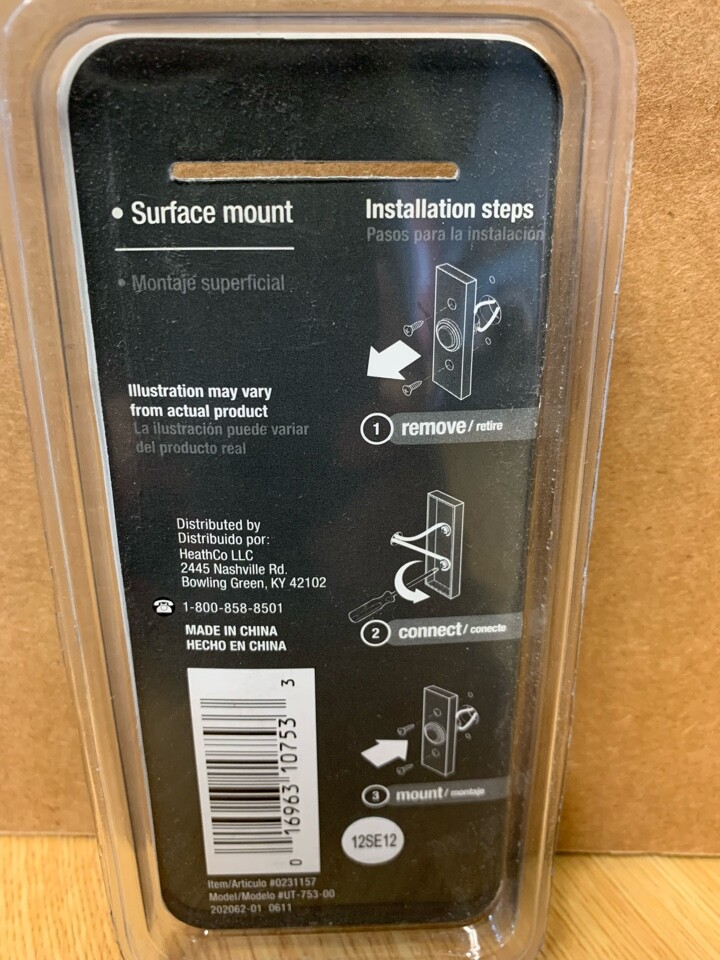 • Surface mount
• Montaje superficial
Illustration may vary
from actual product
La ilustración puede variar
del producto real
Distributed by
Distribuido por:
HeathCo LLC
2445 Nashville Rd.
Bowling Green, KY 42102
1-800-858-8501
MADE IN CHINA
HECHO EN CHINA
0 16963 10753 3
Item/Artículo #0231157
Model/Modelo #UT-753-00
202062-01 0611
Installation steps
Pasos para la instalación
1 remove / retire
2 connect / conecte
3 mount / montaje
12SE12